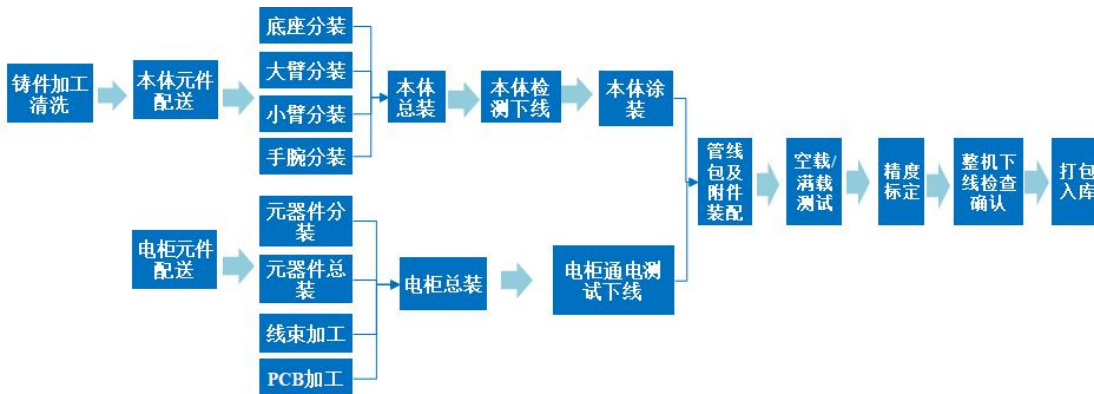 铸件加工
清洗
本体元件
配送
底座分装
大臂分装
小臂分装
手腕分装
本体
总装
本体检
测下线
本体涂
装
电柜元件
配送
元器件分
装
元器件总
装
线束加工
PCB加工
电柜总装
电柜通电测
试下线
管线
包及
附件
装配
空载/
满载
测试
精度
标定
整机下
线检查
确认
打包
入库